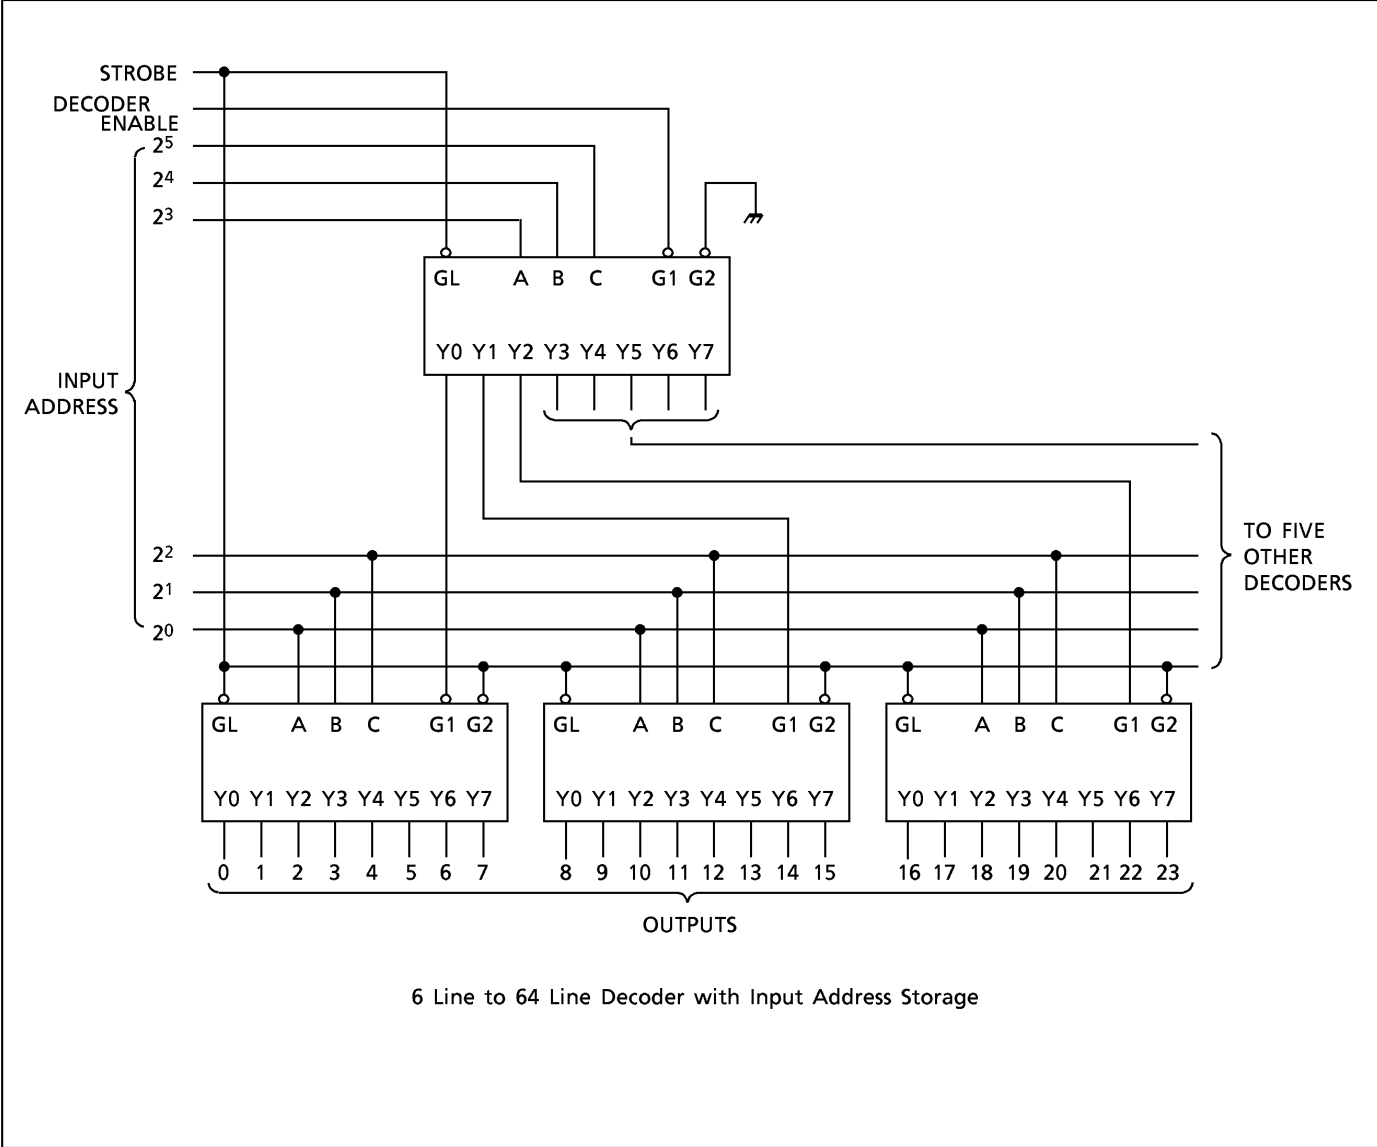 STROBE
DECODER
ENABLE
2⁵
2⁴
2³
GL A B C G1 G2
Y0 Y1 Y2 Y3 Y4 Y5 Y6 Y7
INPUT
ADDRESS
TO FIVE
OTHER
DECODERS
2²
2¹
2⁰
GL A B C G1 G2 GL A B C G1 G2 GL A B C G1 G2
Y0 Y1 Y2 Y3 Y4 Y5 Y6 Y7 Y0 Y1 Y2 Y3 Y4 Y5 Y6 Y7 Y0 Y1 Y2 Y3 Y4 Y5 Y6 Y7
0 1 2 3 4 5 6 7 8 9 10 11 12 13 14 15 16 17 18 19 20 21 22 23
OUTPUTS
6 Line to 64 Line Decoder with Input Address Storage